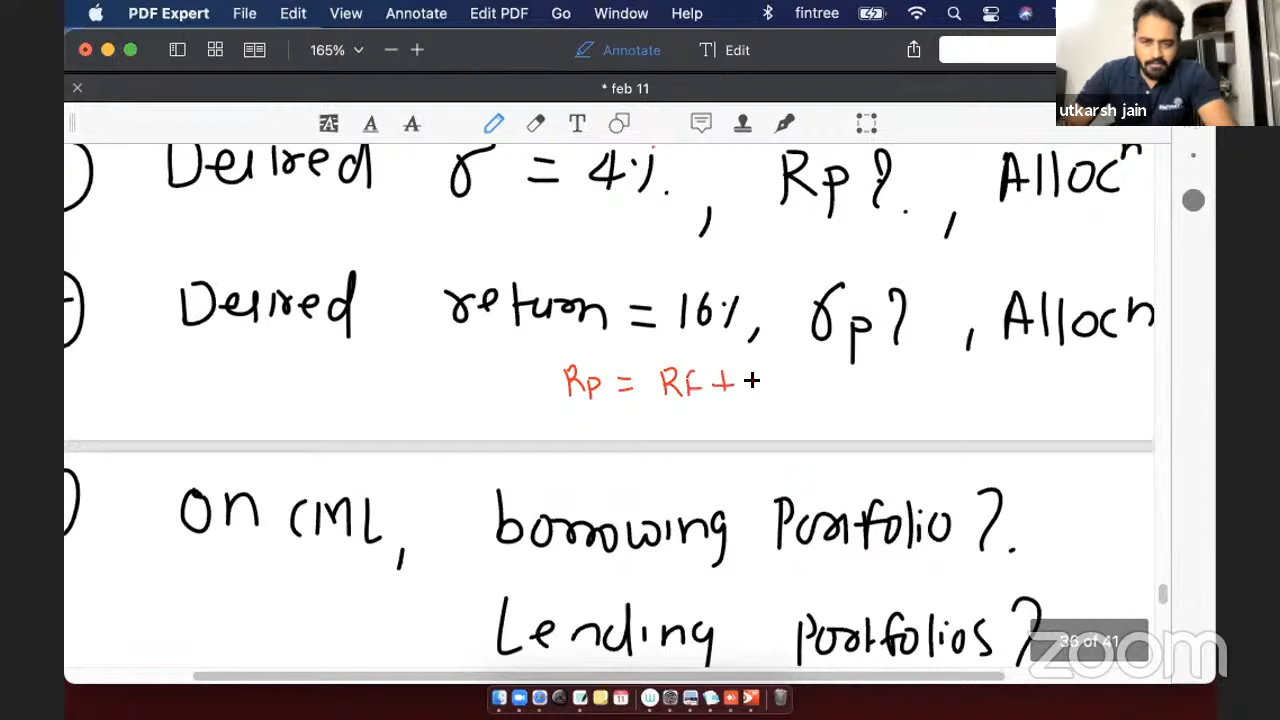 PDF Expert File Edit View Annotate Edit PDF Go Window Help fintree
165% Annotate Edit
* feb 11
utkarsh jain
Desired σ = 4%., Rp?., Allocⁿ
Desired return = 16%, σp?, Allocⁿ
Rp = RF +
on CML, borrowing Portfolio?.
Lending portfolios?
36 of 41
zoom